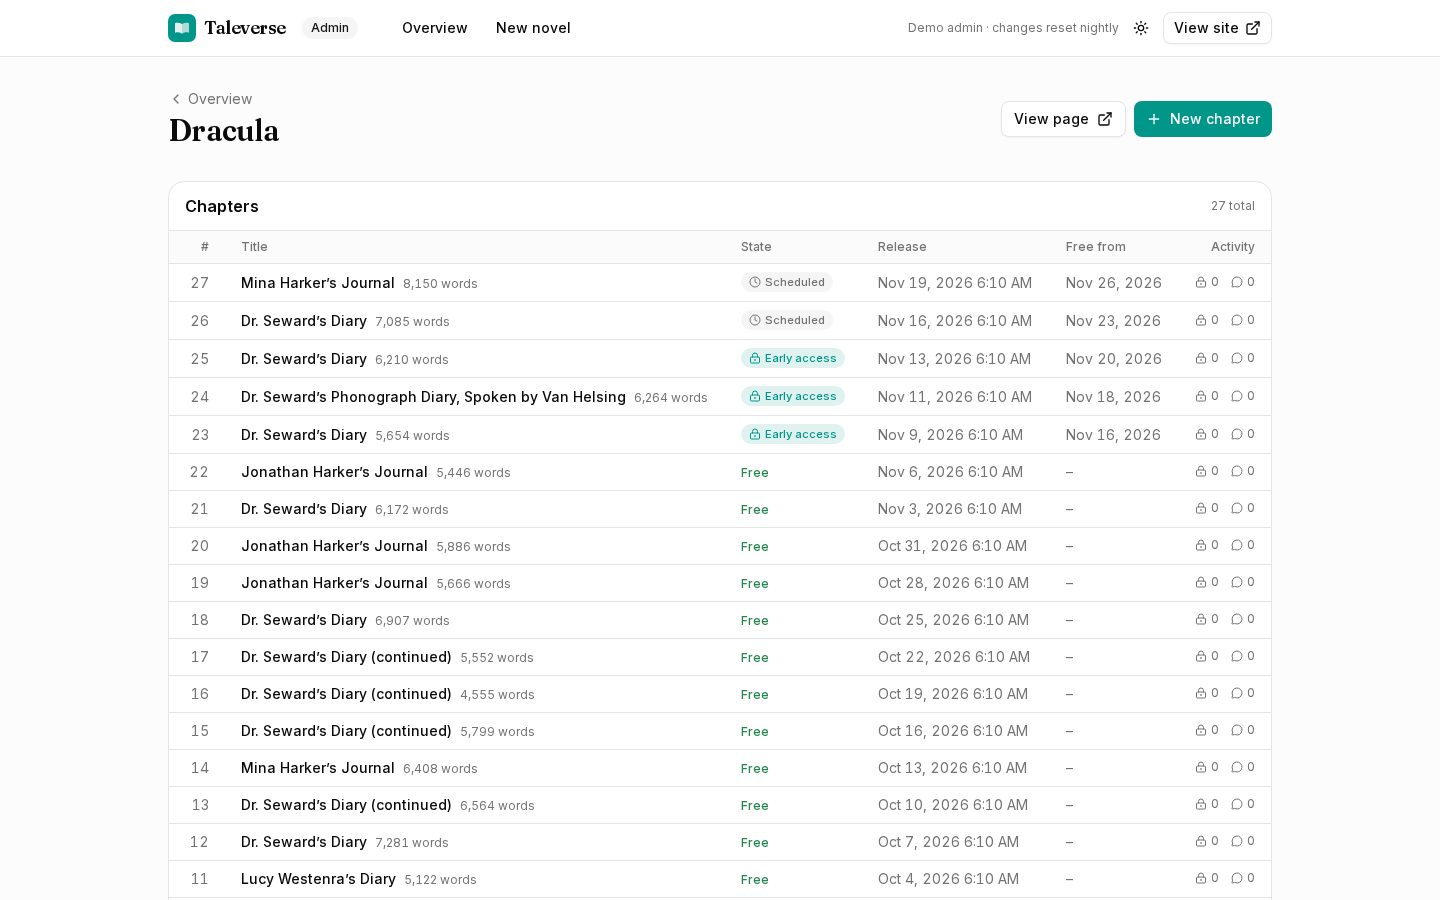 Taleverse Admin Overview New novel Demo admin · changes reset nightly View site
Overview
Dracula
View page New chapter
Chapters 27 total
# Title State Release Free from Activity
27 Mina Harker’s Journal 8,150 words Scheduled Nov 19, 2026 6:10 AM Nov 26, 2026 0 0
26 Dr. Seward’s Diary 7,085 words Scheduled Nov 16, 2026 6:10 AM Nov 23, 2026 0 0
25 Dr. Seward’s Diary 6,210 words Early access Nov 13, 2026 6:10 AM Nov 20, 2026 0 0
24 Dr. Seward’s Phonograph Diary, Spoken by Van Helsing 6,264 words Early access Nov 11, 2026 6:10 AM Nov 18, 2026 0 0
23 Dr. Seward’s Diary 5,654 words Early access Nov 9, 2026 6:10 AM Nov 16, 2026 0 0
22 Jonathan Harker’s Journal 5,446 words Free Nov 6, 2026 6:10 AM – 0 0
21 Dr. Seward’s Diary 6,172 words Free Nov 3, 2026 6:10 AM – 0 0
20 Jonathan Harker’s Journal 5,886 words Free Oct 31, 2026 6:10 AM – 0 0
19 Jonathan Harker’s Journal 5,666 words Free Oct 28, 2026 6:10 AM – 0 0
18 Dr. Seward’s Diary 6,907 words Free Oct 25, 2026 6:10 AM – 0 0
17 Dr. Seward’s Diary (continued) 5,552 words Free Oct 22, 2026 6:10 AM – 0 0
16 Dr. Seward’s Diary (continued) 4,555 words Free Oct 19, 2026 6:10 AM – 0 0
15 Dr. Seward’s Diary (continued) 5,799 words Free Oct 16, 2026 6:10 AM – 0 0
14 Mina Harker’s Journal 6,408 words Free Oct 13, 2026 6:10 AM – 0 0
13 Dr. Seward’s Diary (continued) 6,564 words Free Oct 10, 2026 6:10 AM – 0 0
12 Dr. Seward’s Diary 7,281 words Free Oct 7, 2026 6:10 AM – 0 0
11 Lucy Westenra’s Diary 5,122 words Free Oct 4, 2026 6:10 AM – 0 0